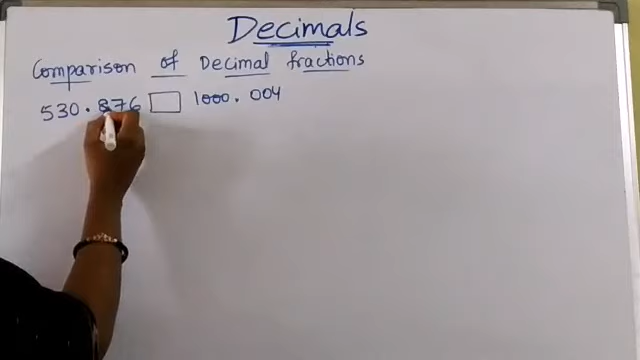 Decimals
Comparison of Decimal fractions
530.876 □ 1000.004